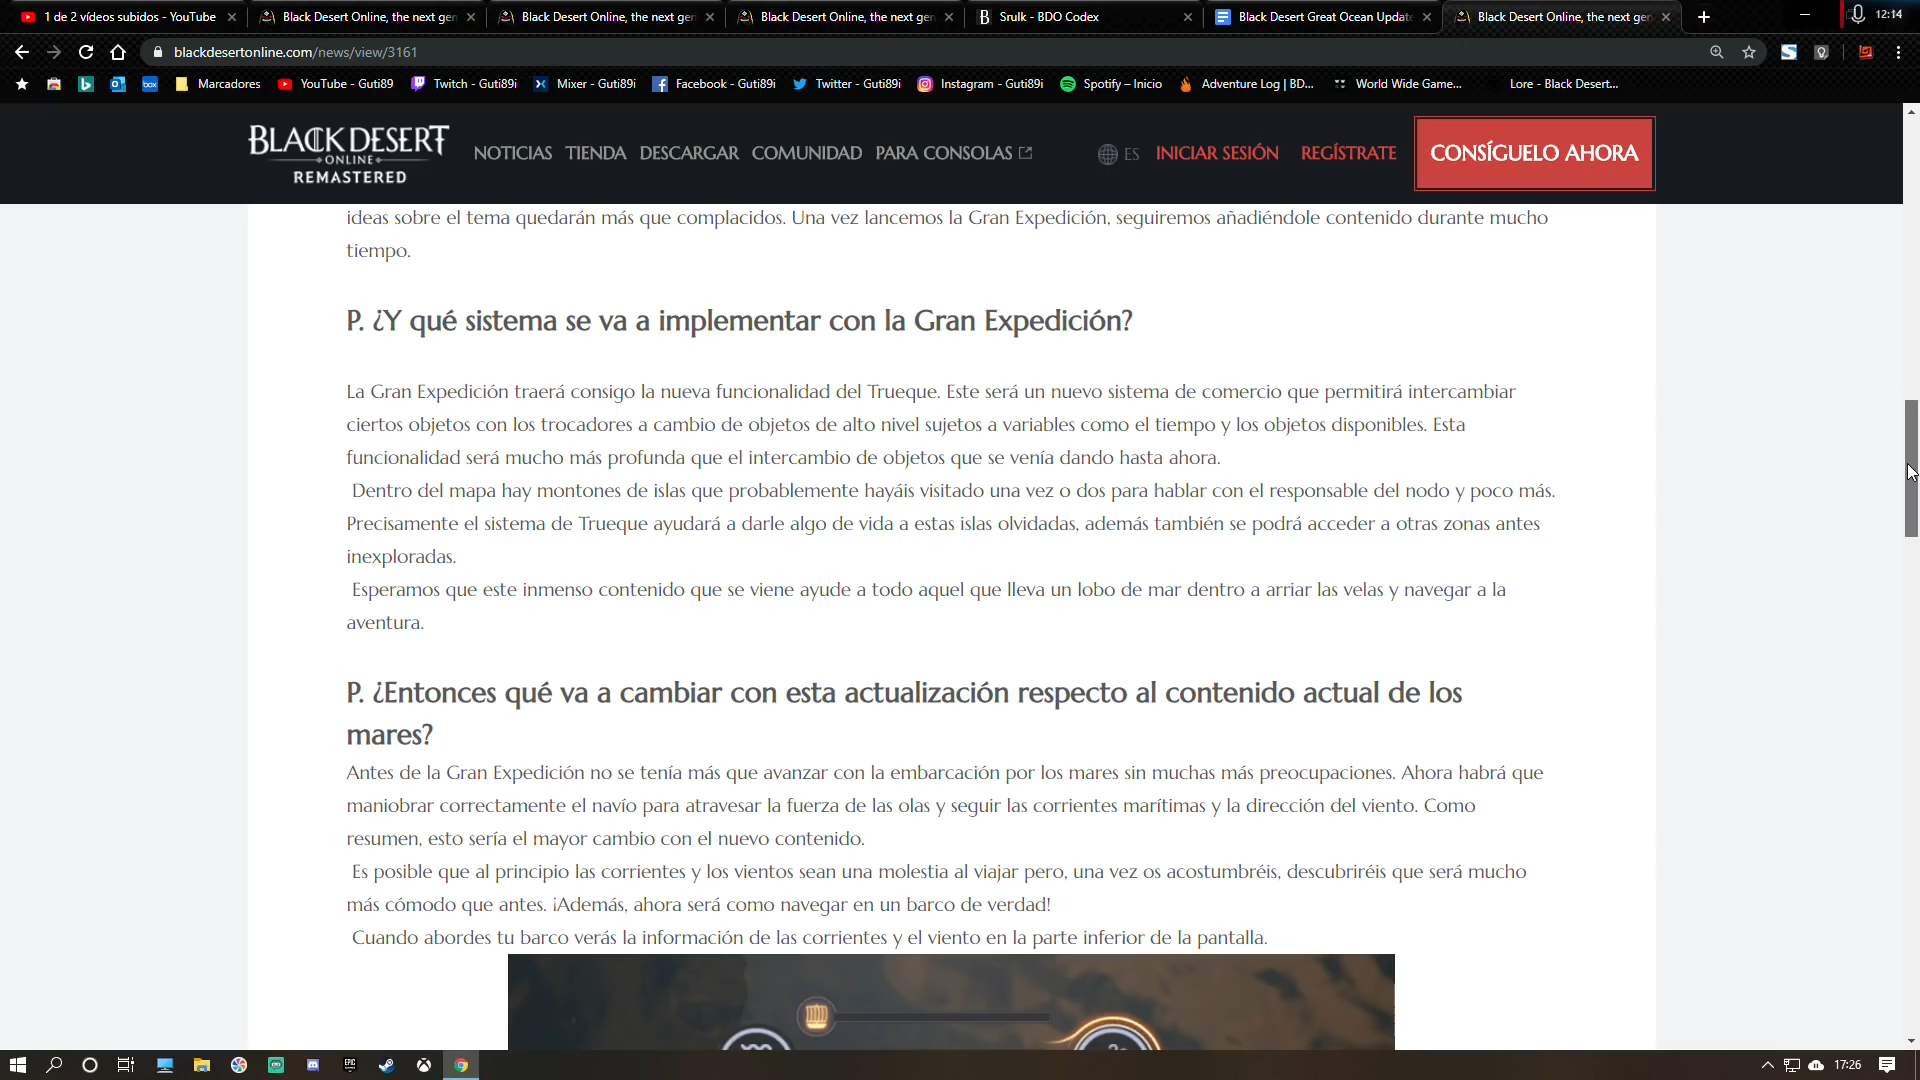 1 de 2 vídeos subidos - YouTube
Black Desert Online, the next gen
Black Desert Online, the next gen
Black Desert Online, the next gen
Srulk - BDO Codex
Black Desert Great Ocean Update
Black Desert Online, the next gen
12:14
blackdesertonline.com/news/view/3161
Marcadores
YouTube - Guti89
Twitch - Guti89i
Mixer - Guti89i
Facebook - Guti89i
Twitter - Guti89i
Instagram - Guti89i
Spotify – Inicio
Adventure Log | BD...
World Wide Game...
Lore - Black Desert...
BLACK DESERT
ONLINE
REMASTERED
NOTICIAS TIENDA DESCARGAR COMUNIDAD PARA CONSOLAS
ES
INICIAR SESIÓN
REGÍSTRATE
CONSÍGUELO AHORA
ideas sobre el tema quedarán más que complacidos. Una vez lancemos la Gran Expedición, seguiremos añadiéndole contenido durante mucho
tiempo.
P. ¿Y qué sistema se va a implementar con la Gran Expedición?
La Gran Expedición traerá consigo la nueva funcionalidad del Trueque. Este será un nuevo sistema de comercio que permitirá intercambiar
ciertos objetos con los trocadores a cambio de objetos de alto nivel sujetos a variables como el tiempo y los objetos disponibles. Esta
funcionalidad será mucho más profunda que el intercambio de objetos que se venía dando hasta ahora.
Dentro del mapa hay montones de islas que probablemente hayáis visitado una vez o dos para hablar con el responsable del nodo y poco más.
Precisamente el sistema de Trueque ayudará a darle algo de vida a estas islas olvidadas, además también se podrá acceder a otras zonas antes
inexploradas.
Esperamos que este inmenso contenido que se viene ayude a todo aquel que lleva un lobo de mar dentro a arriar las velas y navegar a la
aventura.
P. ¿Entonces qué va a cambiar con esta actualización respecto al contenido actual de los
mares?
Antes de la Gran Expedición no se tenía más que avanzar con la embarcación por los mares sin muchas más preocupaciones. Ahora habrá que
maniobrar correctamente el navío para atravesar la fuerza de las olas y seguir las corrientes marítimas y la dirección del viento. Como
resumen, esto sería el mayor cambio con el nuevo contenido.
Es posible que al principio las corrientes y los vientos sean una molestia al viajar pero, una vez os acostumbréis, descubriréis que será mucho
más cómodo que antes. ¡Además, ahora será como navegar en un barco de verdad!
Cuando abordes tu barco verás la información de las corrientes y el viento en la parte inferior de la pantalla.
17:26